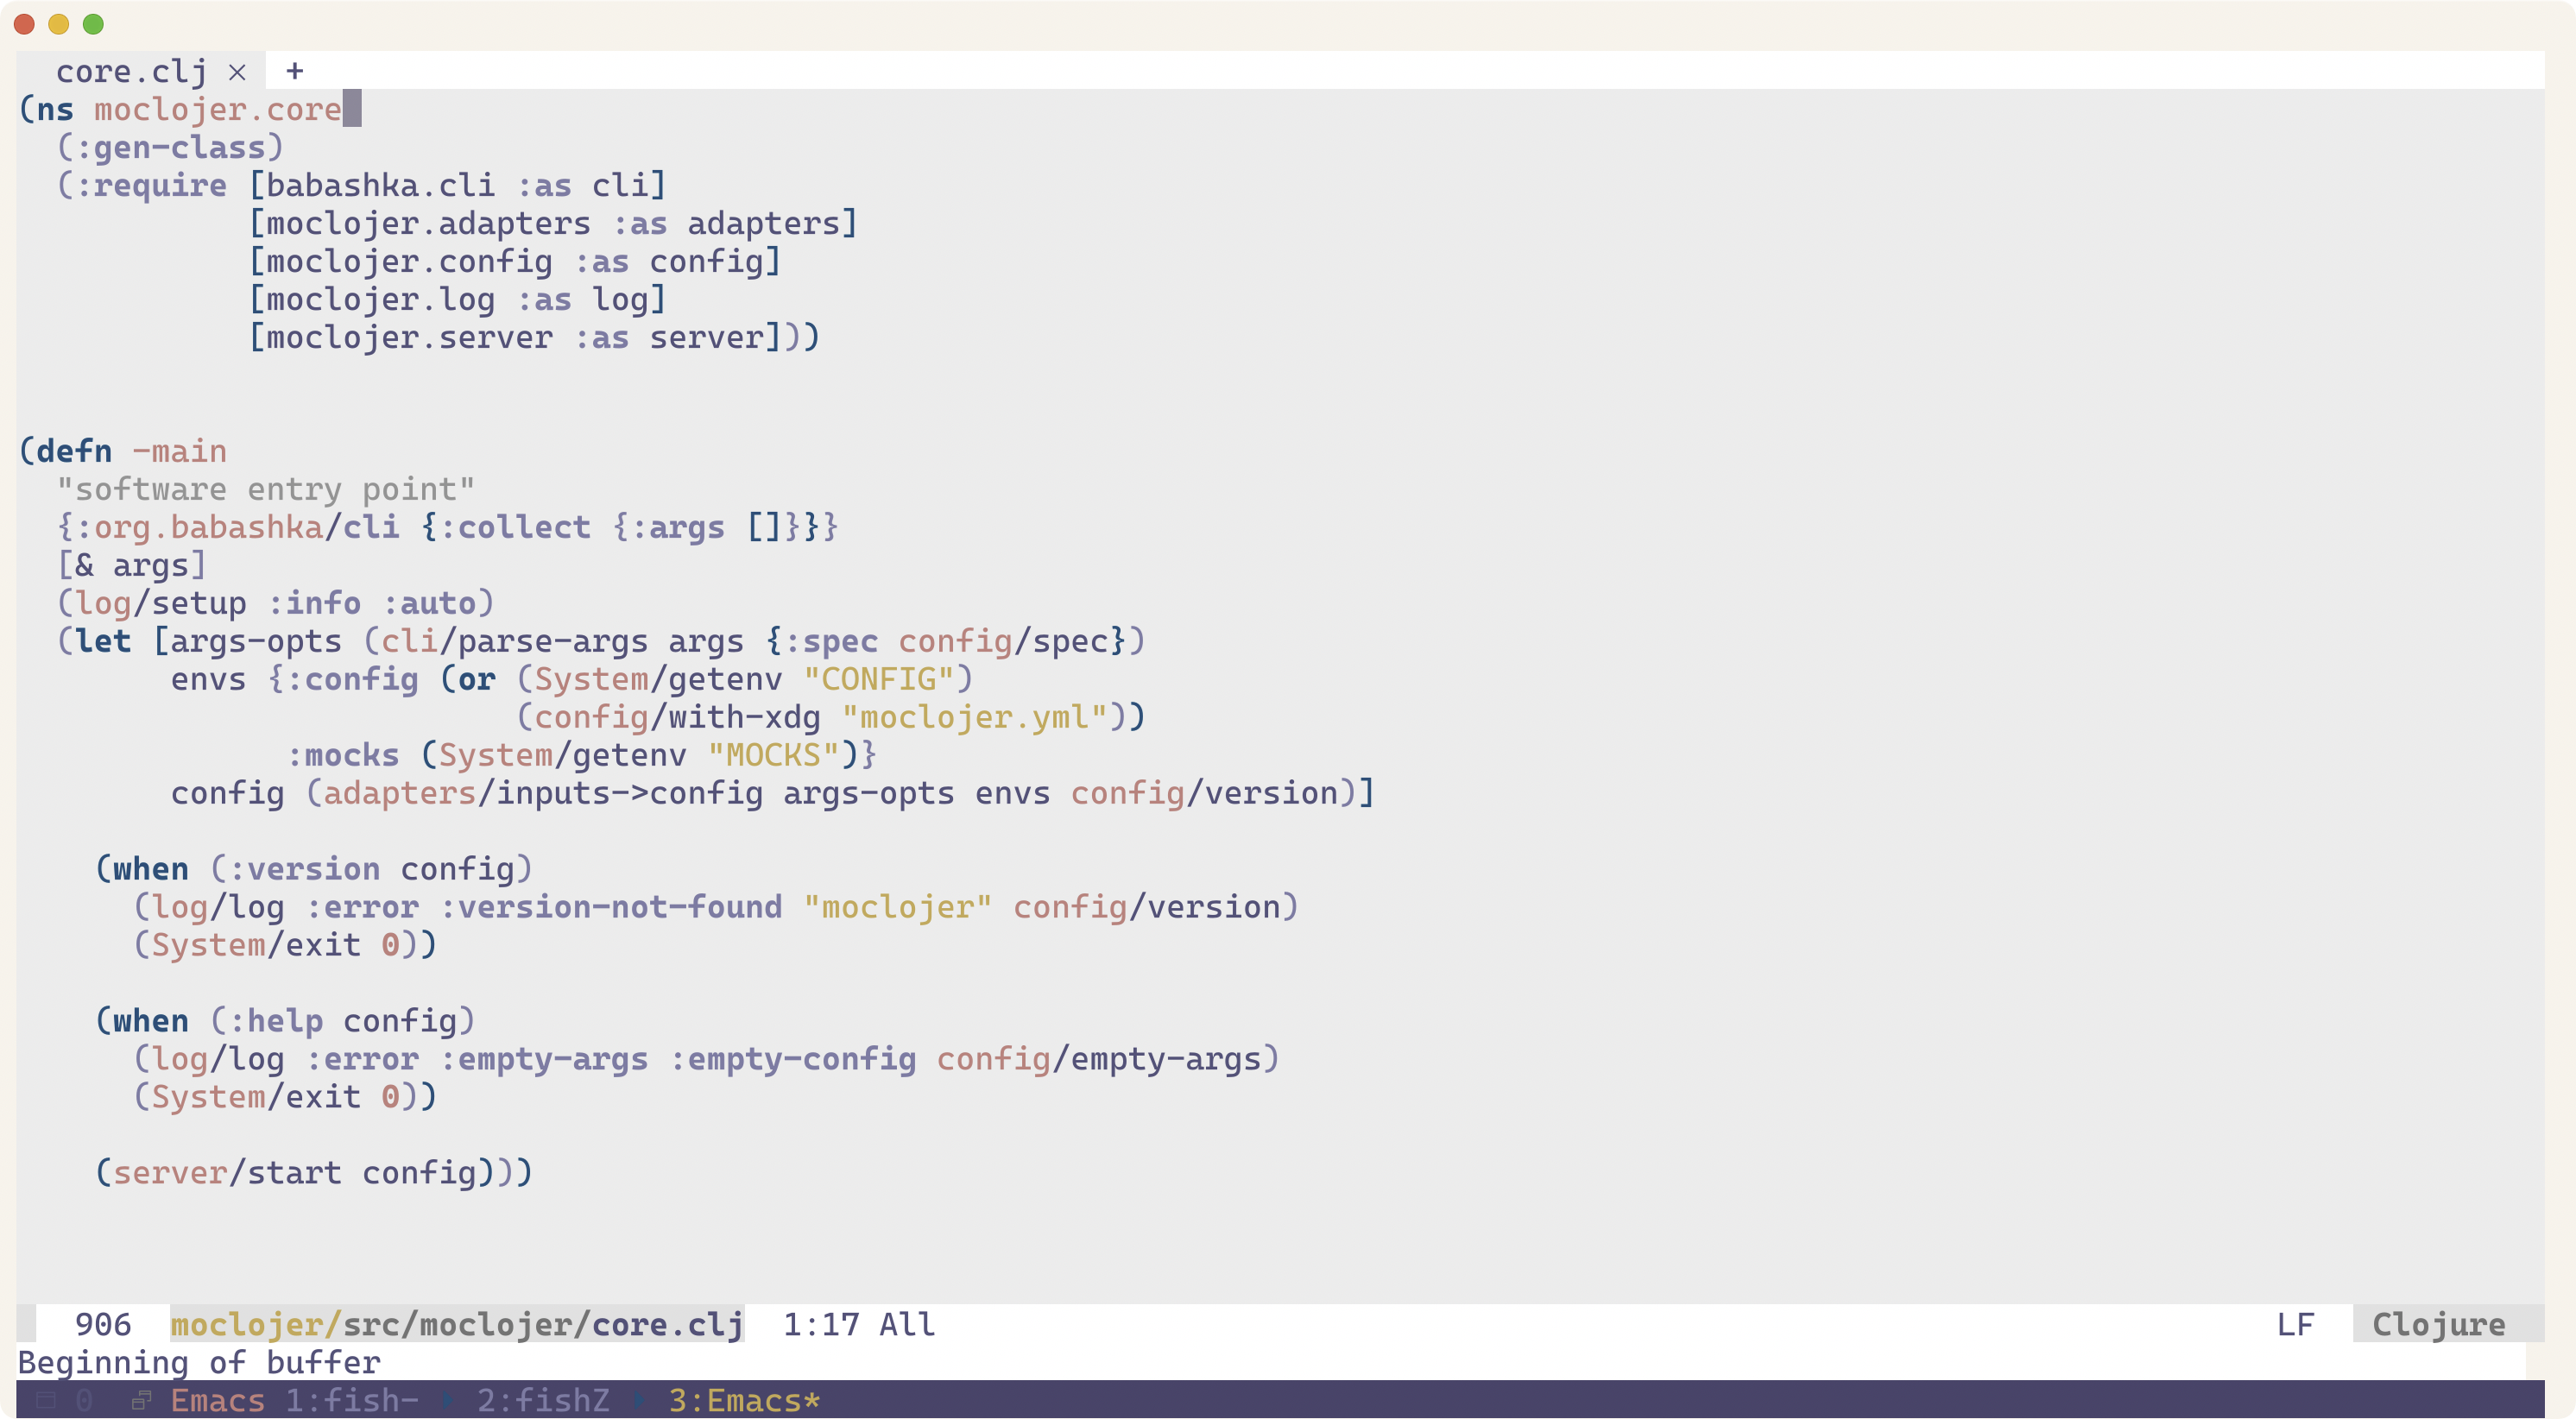 core.clj × +
(ns moclojer.core
  (:gen-class)
  (:require [babashka.cli :as cli]
            [moclojer.adapters :as adapters]
            [moclojer.config :as config]
            [moclojer.log :as log]
            [moclojer.server :as server]))
(defn -main
  "software entry point"
  {:org.babashka/cli {:collect {:args []}}}
  [& args]
  (log/setup :info :auto)
  (let [args-opts (cli/parse-args args {:spec config/spec})
        envs {:config (or (System/getenv "CONFIG")
                          (config/with-xdg "moclojer.yml"))
              :mocks (System/getenv "MOCKS")}
        config (adapters/inputs->config args-opts envs config/version)]
    (when (:version config)
      (log/log :error :version-not-found "moclojer" config/version)
      (System/exit 0))
    (when (:help config)
      (log/log :error :empty-args :empty-config config/empty-args)
      (System/exit 0))
    (server/start config)))
906 moclojer/src/moclojer/core.clj 1:17 All LF Clojure
Beginning of buffer
0 Emacs 1:fish- 2:fishZ 3:Emacs*